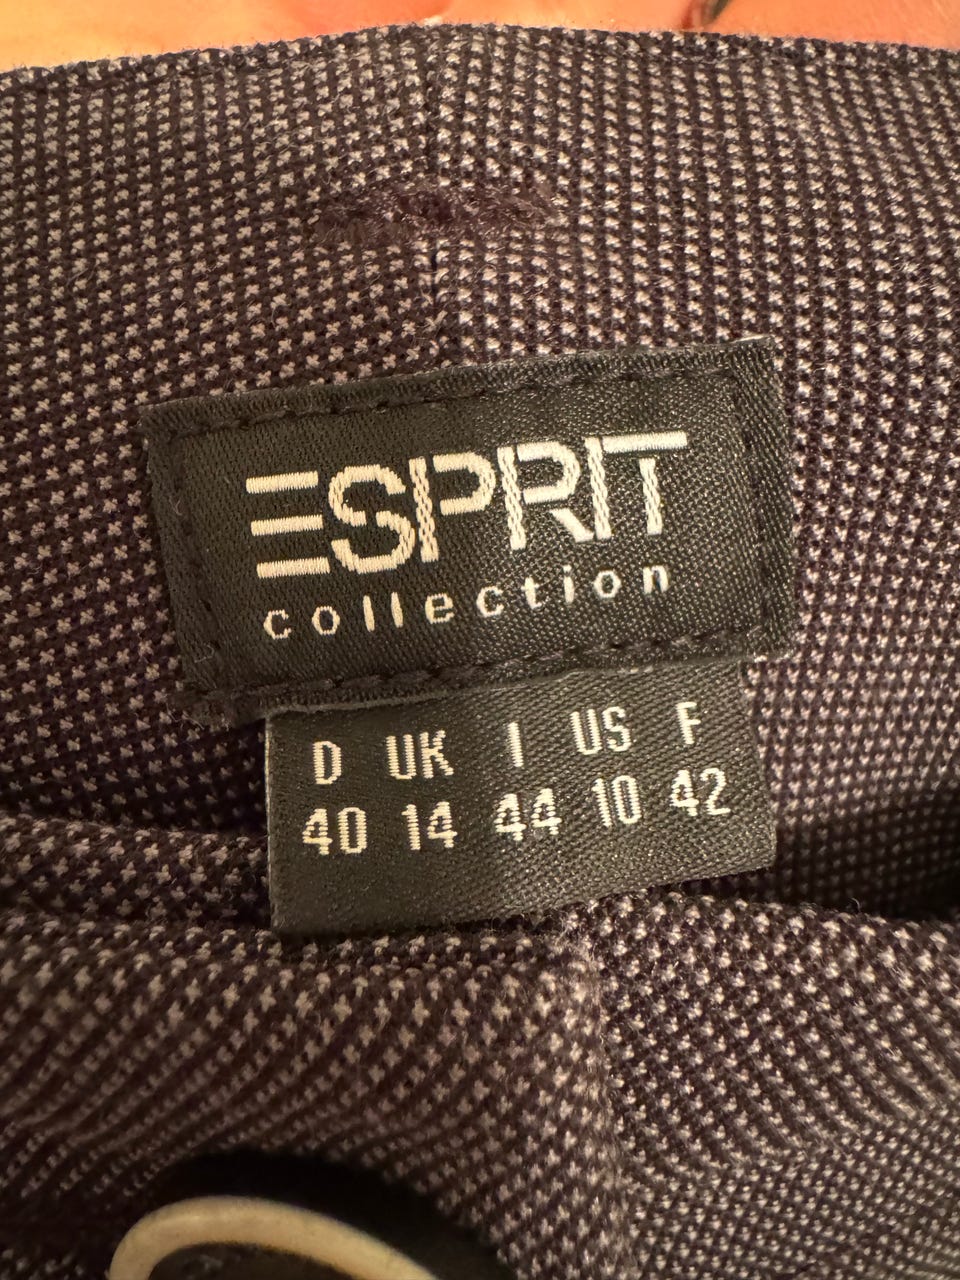 ESPRIT
collection
D UK I US F
40 14 44 10 42